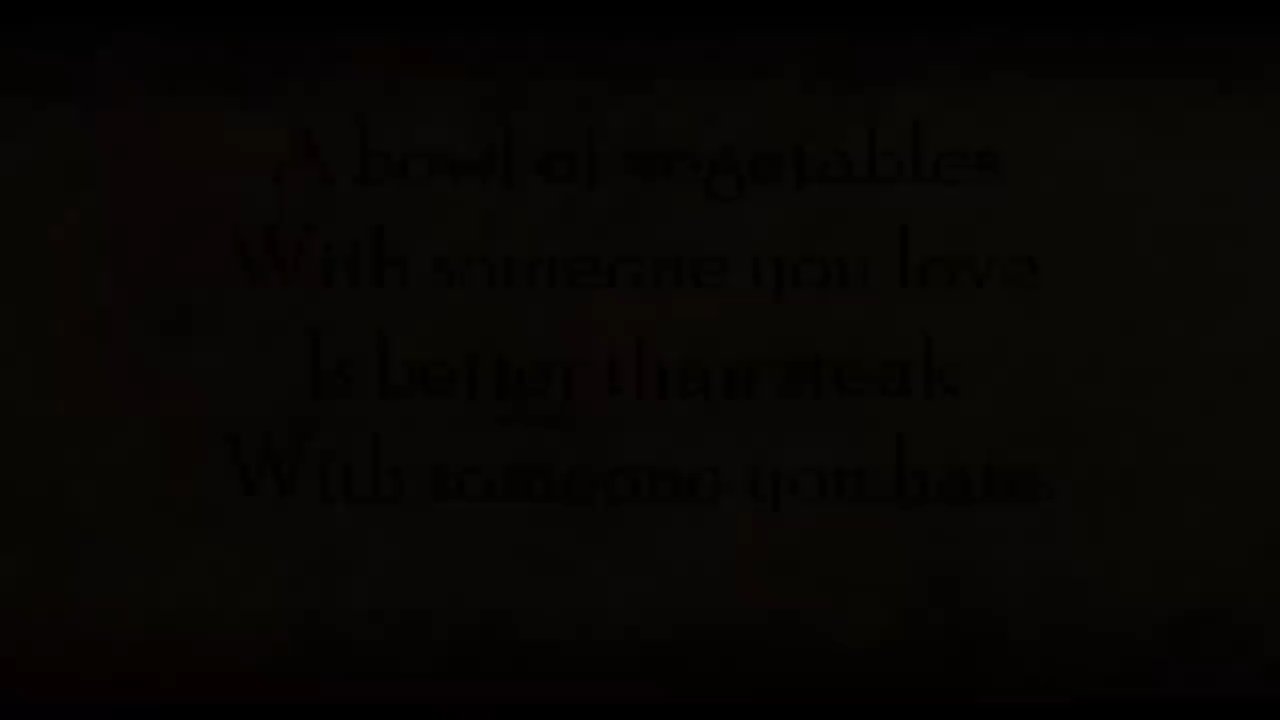 A bowl of vegetables
With someone you love
Is better than steak
With someone you hate.